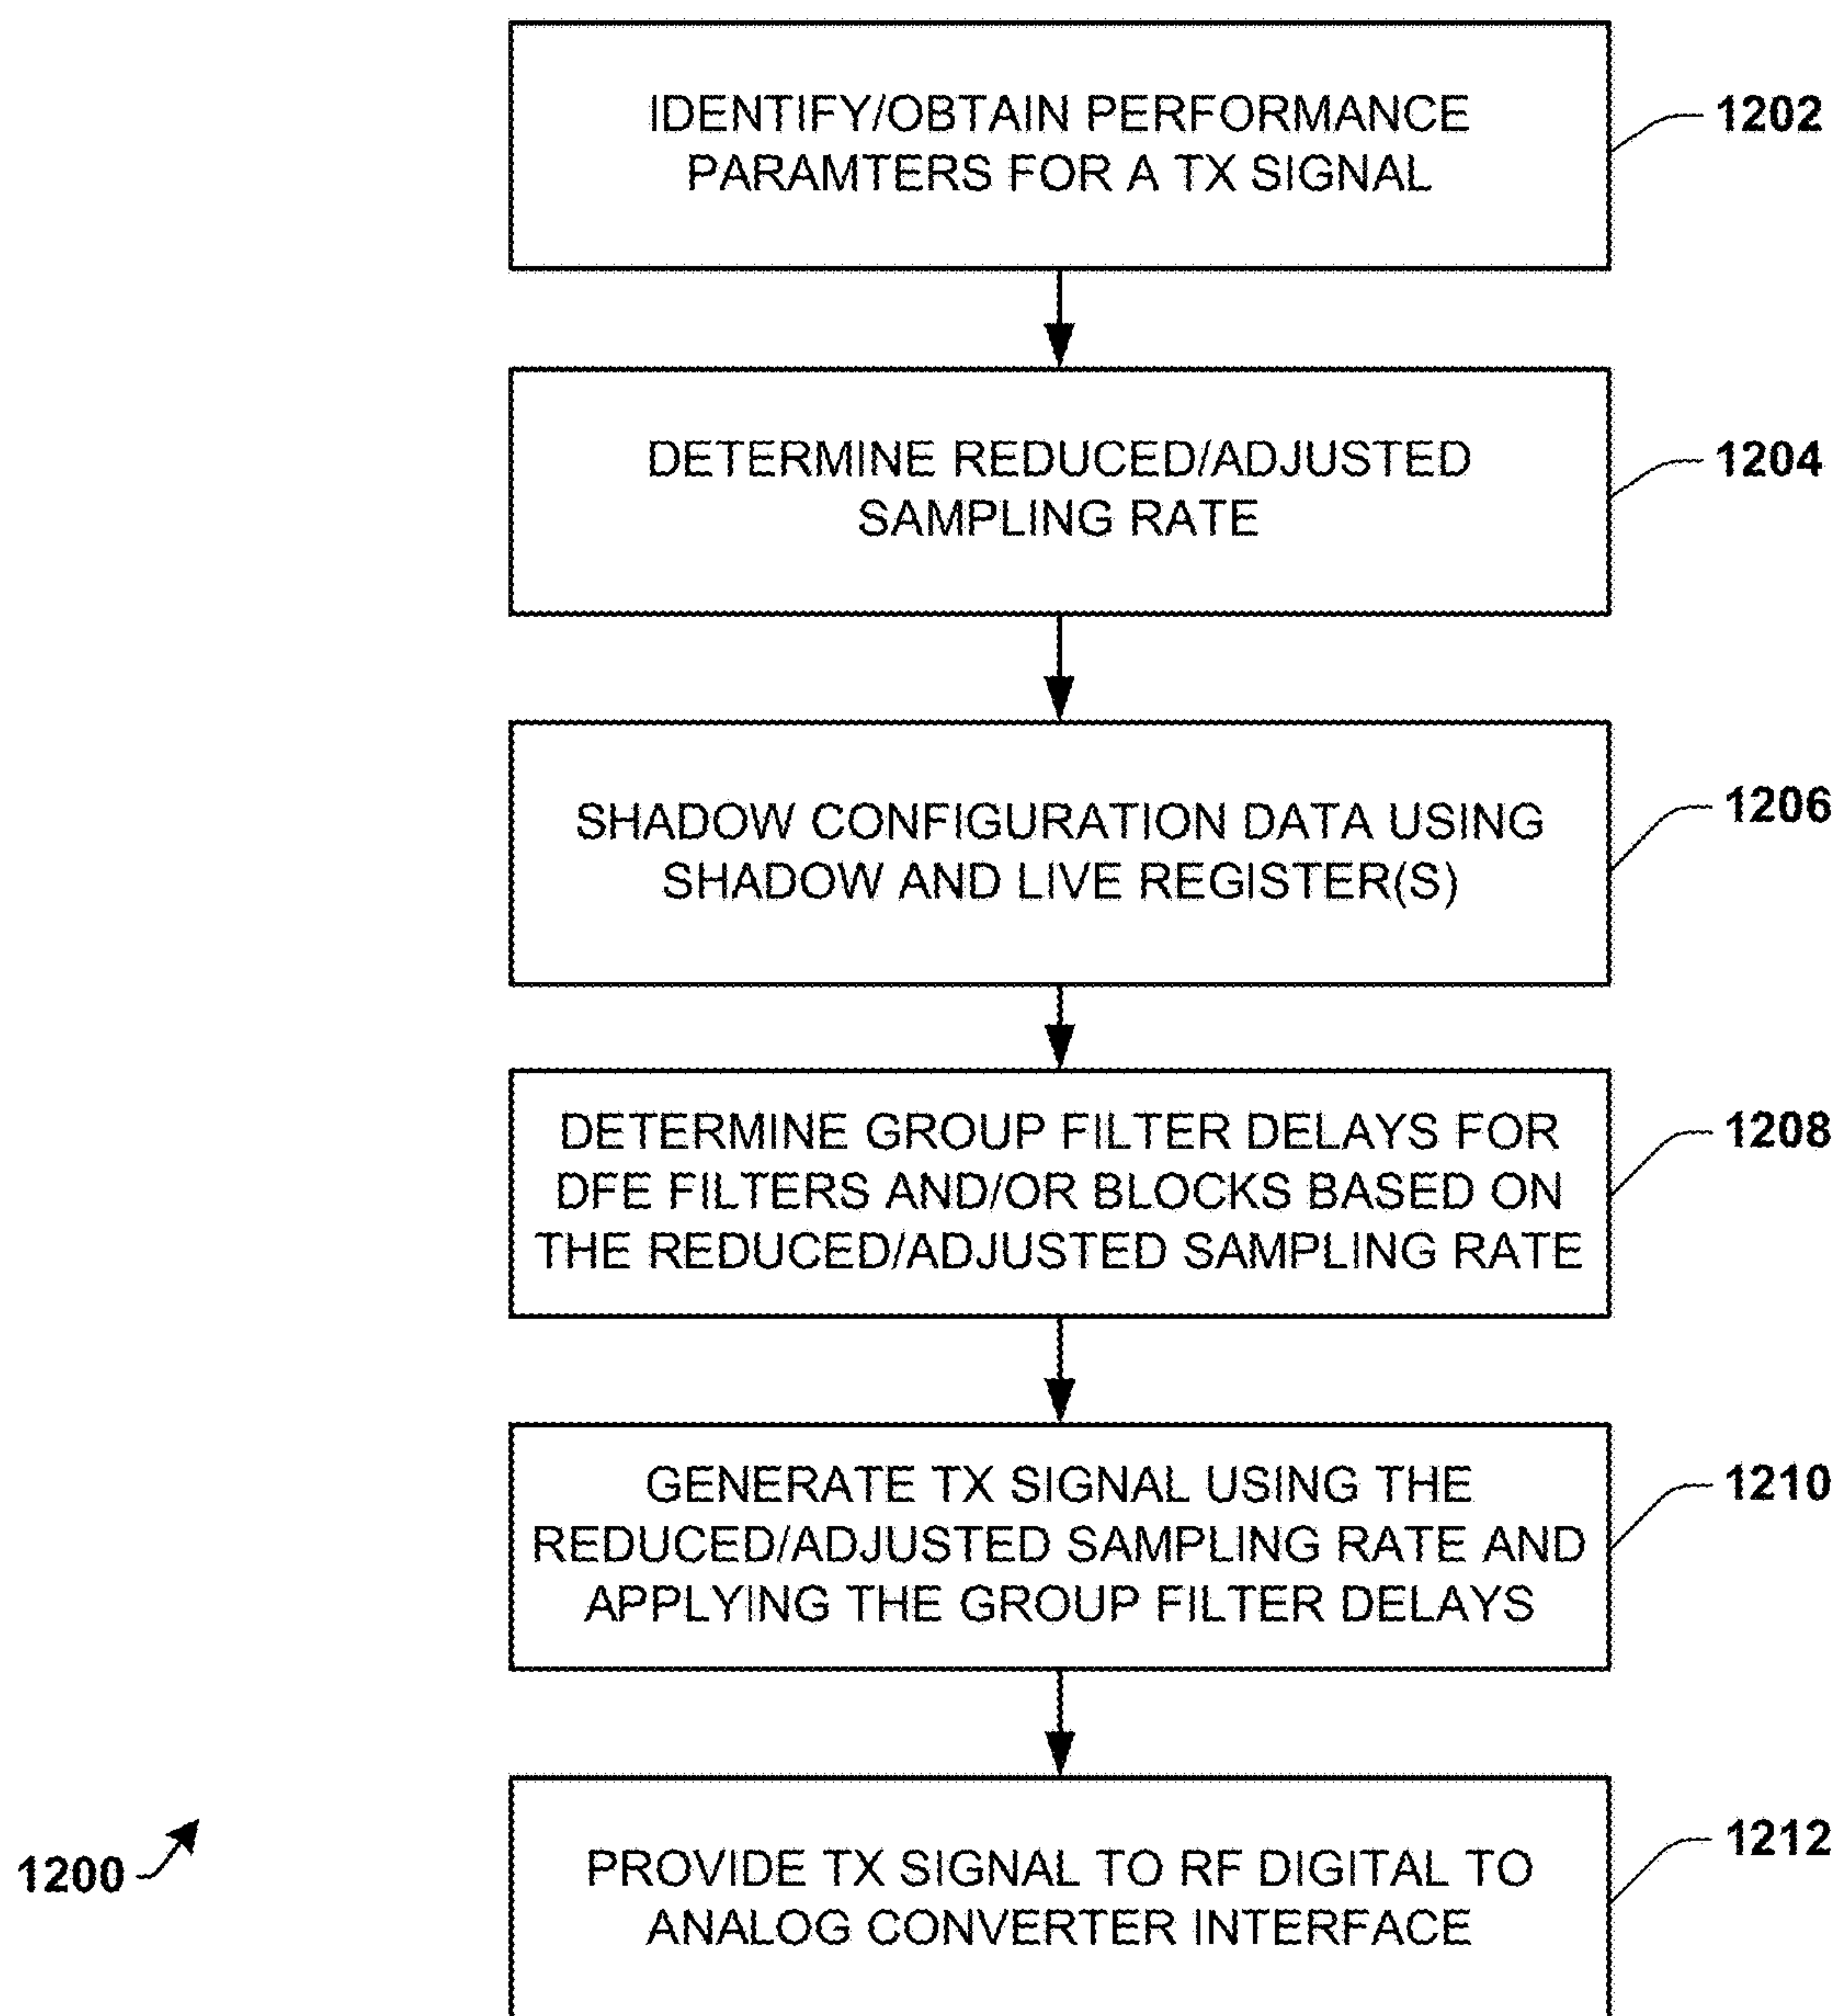 IDENTIFY/OBTAIN PERFORMANCE
PARAMTERS FOR A TX SIGNAL
1202
DETERMINE REDUCED/ADJUSTED
SAMPLING RATE
1204
SHADOW CONFIGURATION DATA USING
SHADOW AND LIVE REGISTER(S)
1206
DETERMINE GROUP FILTER DELAYS FOR
DFE FILTERS AND/OR BLOCKS BASED ON
THE REDUCED/ADJUSTED SAMPLING RATE
1208
GENERATE TX SIGNAL USING THE
REDUCED/ADJUSTED SAMPLING RATE AND
APPLYING THE GROUP FILTER DELAYS
1210
PROVIDE TX SIGNAL TO RF DIGITAL TO
ANALOG CONVERTER INTERFACE
1212
1200